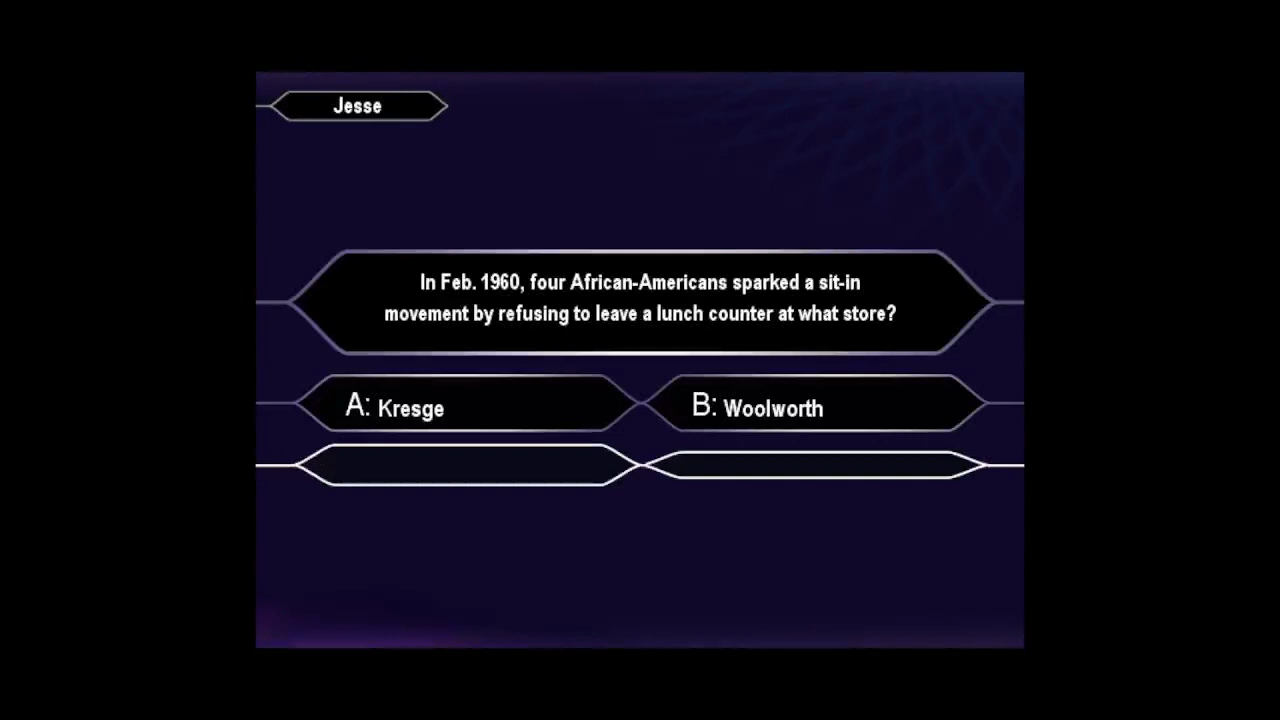 Jesse
In Feb. 1960, four African-Americans sparked a sit-in
movement by refusing to leave a lunch counter at what store?
A: Kresge
B: Woolworth